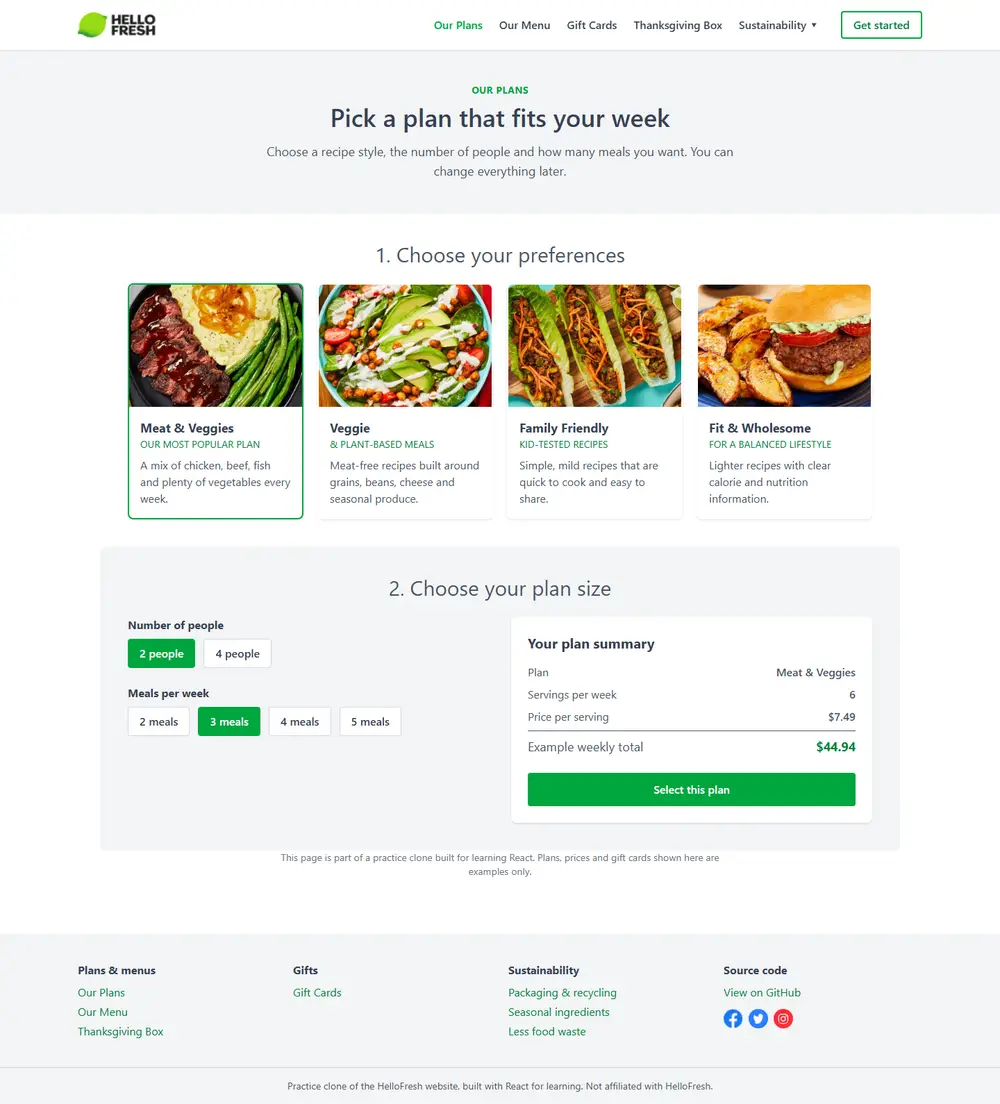 HELLO
FRESH
Our Plans
Our Menu
Gift Cards
Thanksgiving Box
Sustainability ▼
Get started
OUR PLANS
Pick a plan that fits your week
Choose a recipe style, the number of people and how many meals you want. You can
change everything later.
1. Choose your preferences
Meat & Veggies
OUR MOST POPULAR PLAN
A mix of chicken, beef, fish
and plenty of vegetables every
week.
Veggie
& PLANT-BASED MEALS
Meat-free recipes built around
grains, beans, cheese and
seasonal produce.
Family Friendly
KID-TESTED RECIPES
Simple, mild recipes that are
quick to cook and easy to
share.
Fit & Wholesome
FOR A BALANCED LIFESTYLE
Lighter recipes with clear
calorie and nutrition
information.
2. Choose your plan size
Number of people
2 people
4 people
Meals per week
2 meals
3 meals
4 meals
5 meals
Your plan summary
Plan Meat & Veggies
Servings per week 6
Price per serving $7.49
Example weekly total $44.94
Select this plan
This page is part of a practice clone built for learning React. Plans, prices and gift cards shown here are
examples only.
Plans & menus
Our Plans
Our Menu
Thanksgiving Box
Gifts
Gift Cards
Sustainability
Packaging & recycling
Seasonal ingredients
Less food waste
Source code
View on GitHub
Practice clone of the HelloFresh website, built with React for learning. Not affiliated with HelloFresh.